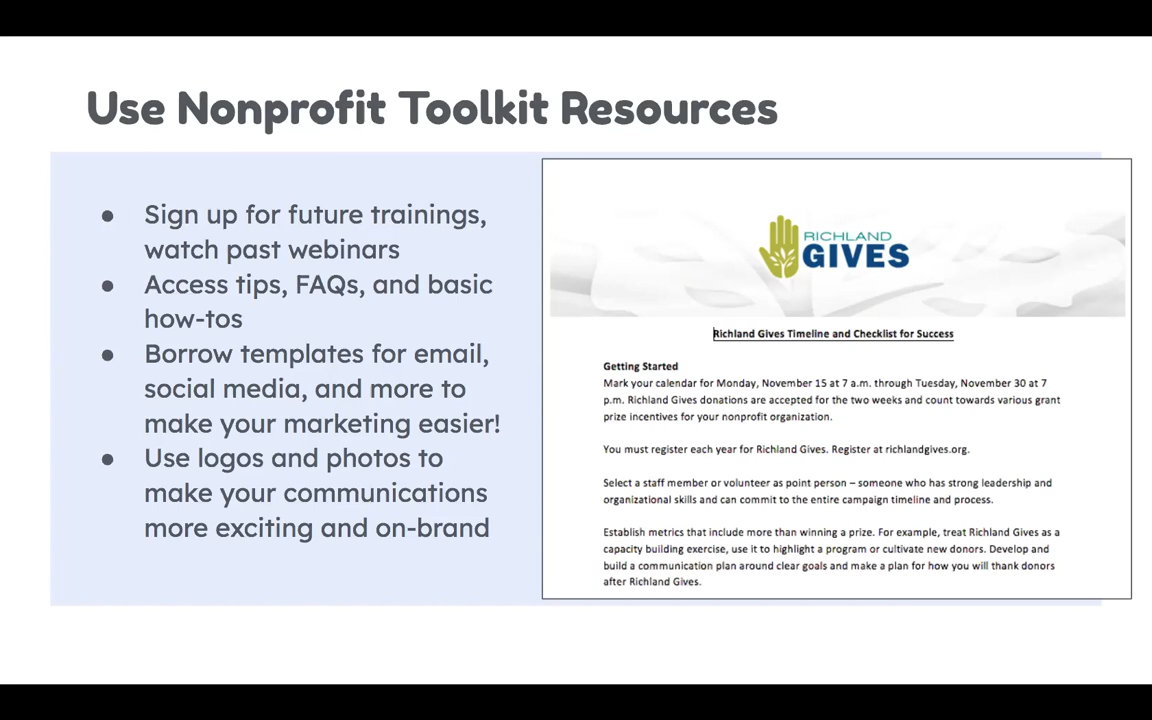 Use Nonprofit Toolkit Resources
● Sign up for future trainings,
watch past webinars
● Access tips, FAQs, and basic
how-tos
● Borrow templates for email,
social media, and more to
make your marketing easier!
● Use logos and photos to
make your communications
more exciting and on-brand
RICHLAND
GIVES
Richland Gives Timeline and Checklist for Success
Getting Started
Mark your calendar for Monday, November 15 at 7 a.m. through Tuesday, November 30 at 7
p.m. Richland Gives donations are accepted for the two weeks and count towards various grant
prize incentives for your nonprofit organization.
You must register each year for Richland Gives. Register at richlandgives.org.
Select a staff member or volunteer as point person – someone who has strong leadership and
organizational skills and can commit to the entire campaign timeline and process.
Establish metrics that include more than winning a prize. For example, treat Richland Gives as a
capacity building exercise, use it to highlight a program or cultivate new donors. Develop and
build a communication plan around clear goals and make a plan for how you will thank donors
after Richland Gives.